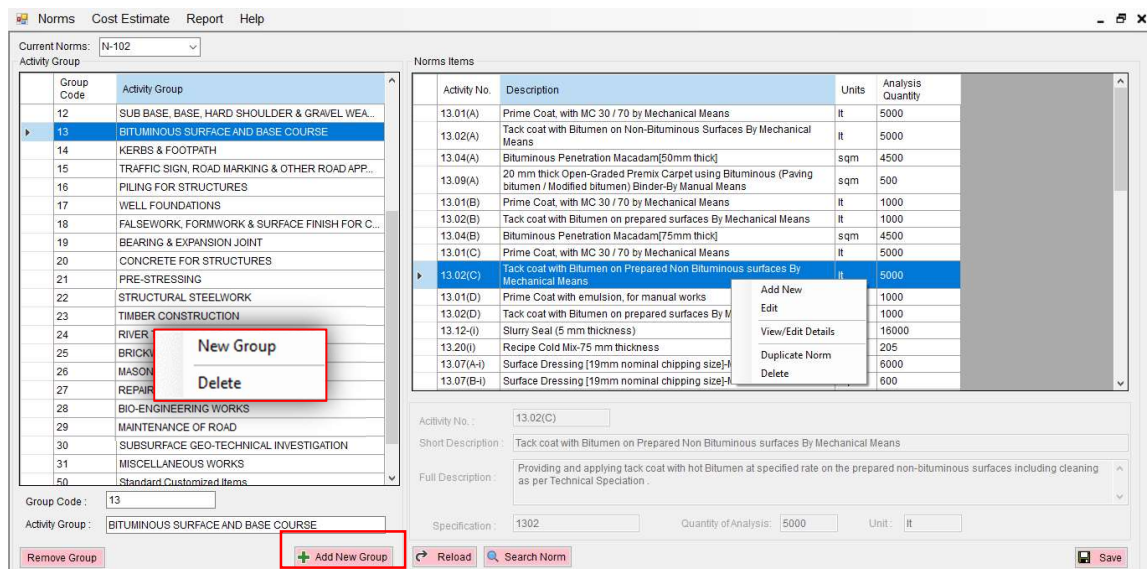 Norms Cost Estimate Report Help
Current Norms: N-102
Activity Group
Group Code Activity Group
12 SUB BASE, BASE, HARD SHOULDER & GRAVEL WEA...
13 BITUMINOUS SURFACE AND BASE COURSE
14 KERBS & FOOTPATH
15 TRAFFIC SIGN, ROAD MARKING & OTHER ROAD APP...
16 PILING FOR STRUCTURES
17 WELL FOUNDATIONS
18 FALSEWORK, FORMWORK & SURFACE FINISH FOR C...
19 BEARING & EXPANSION JOINT
20 CONCRETE FOR STRUCTURES
21 PRE-STRESSING
22 STRUCTURAL STEELWORK
23 TIMBER CONSTRUCTION
24 RIVER
25
26
27
28 BIO-ENGINEERING WORKS
29 MAINTENANCE OF ROAD
30 SUBSURFACE GEO-TECHNICAL INVESTIGATION
31 MISCELLANEOUS WORKS
50 Standard Customized Items
New Group
Delete
Group Code : 13
Activity Group : BITUMINOUS SURFACE AND BASE COURSE
Remove Group
Add New Group
Norms Items
Activity No. Description Units Analysis Quantity
13.01(A) Prime Coat, with MC 30 / 70 by Mechanical Means lt 5000
13.02(A) Tack coat with Bitumen on Non-Bituminous Surfaces By Mechanical Means lt 5000
13.04(A) Bituminous Penetration Macadam[50mm thick] sqm 4500
13.09(A) 20 mm thick Open-Graded Premix Carpet using Bituminous (Paving bitumen / Modified bitumen) Binder-By Manual Means sqm 500
13.01(B) Prime Coat, with MC 30 / 70 by Mechanical Means lt 1000
13.02(B) Tack coat with Bitumen on prepared surfaces By Mechanical Means lt 1000
13.04(B) Bituminous Penetration Macadam[75mm thick] sqm 4500
13.01(C) Prime Coat, with MC 30 / 70 by Mechanical Means lt 5000
13.02(C) Tack coat with Bitumen on Prepared Non Bituminous surfaces By Mechanical Means lt 5000
13.01(D) Prime Coat with emulsion, for manual works 1000
13.02(D) Tack coat with Bitumen on prepared surfaces By M 1000
13.12-(i) Slurry Seal (5 mm thickness) 16000
13.20(i) Recipe Cold Mix-75 mm thickness 205
13.07(A-i) Surface Dressing [19mm nominal chipping size]-M 6000
13.07(B-i) Surface Dressing [19mm nominal chipping size]-M 600
Add New
Edit
View/Edit Details
Duplicate Norm
Delete
Activity No. : 13.02(C)
Short Description : Tack coat with Bitumen on Prepared Non Bituminous surfaces By Mechanical Means
Full Description : Providing and applying tack coat with hot Bitumen at specified rate on the prepared non-bituminous surfaces including cleaning
as per Technical Speciation .
Specification : 1302 Quantity of Analysis: 5000 Unit : lt
Reload
Search Norm
Save